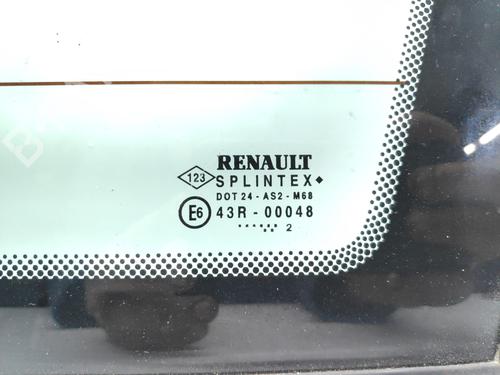 RENAULT
123 SPLINTEX
DOT 24 - AS2 - M68
E6 43R - 00048
...... .. 2